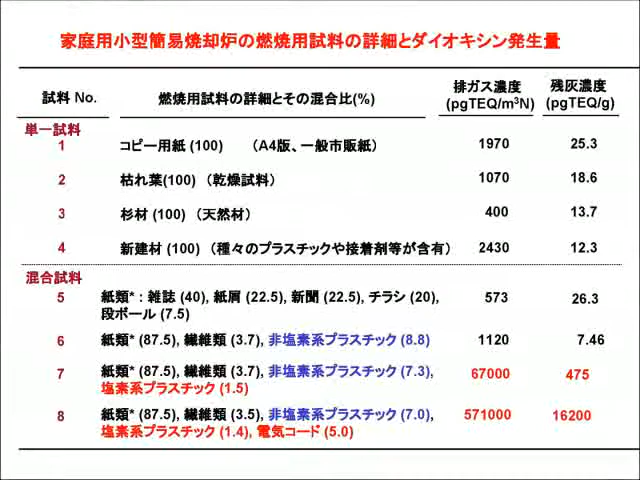 家庭用小型簡易焼却炉の燃焼用試料の詳細とダイオキシン発生量
試料 No. 燃焼用試料の詳細とその混合比(%) 排ガス濃度 (pgTEQ/m³N) 残灰濃度 (pgTEQ/g)
単一試料
1 コピー用紙 (100) （A4版、一般市販紙） 1970 25.3
2 枯れ葉(100) （乾燥試料） 1070 18.6
3 杉材 (100) （天然材） 400 13.7
4 新建材 (100) （種々のプラスチックや接着剤等が含有） 2430 12.3
混合試料
5 紙類* : 雑誌 (40), 紙屑 (22.5), 新聞 (22.5), チラシ (20), 573 26.3
段ボール (7.5)
6 紙類* (87.5), 繊維類 (3.7), 非塩素系プラスチック (8.8) 1120 7.46
7 紙類* (87.5), 繊維類 (3.7), 非塩素系プラスチック (7.3), 67000 475
塩素系プラスチック (1.5)
8 紙類* (87.5), 繊維類 (3.5), 非塩素系プラスチック (7.0), 571000 16200
塩素系プラスチック (1.4), 電気コード (5.0)